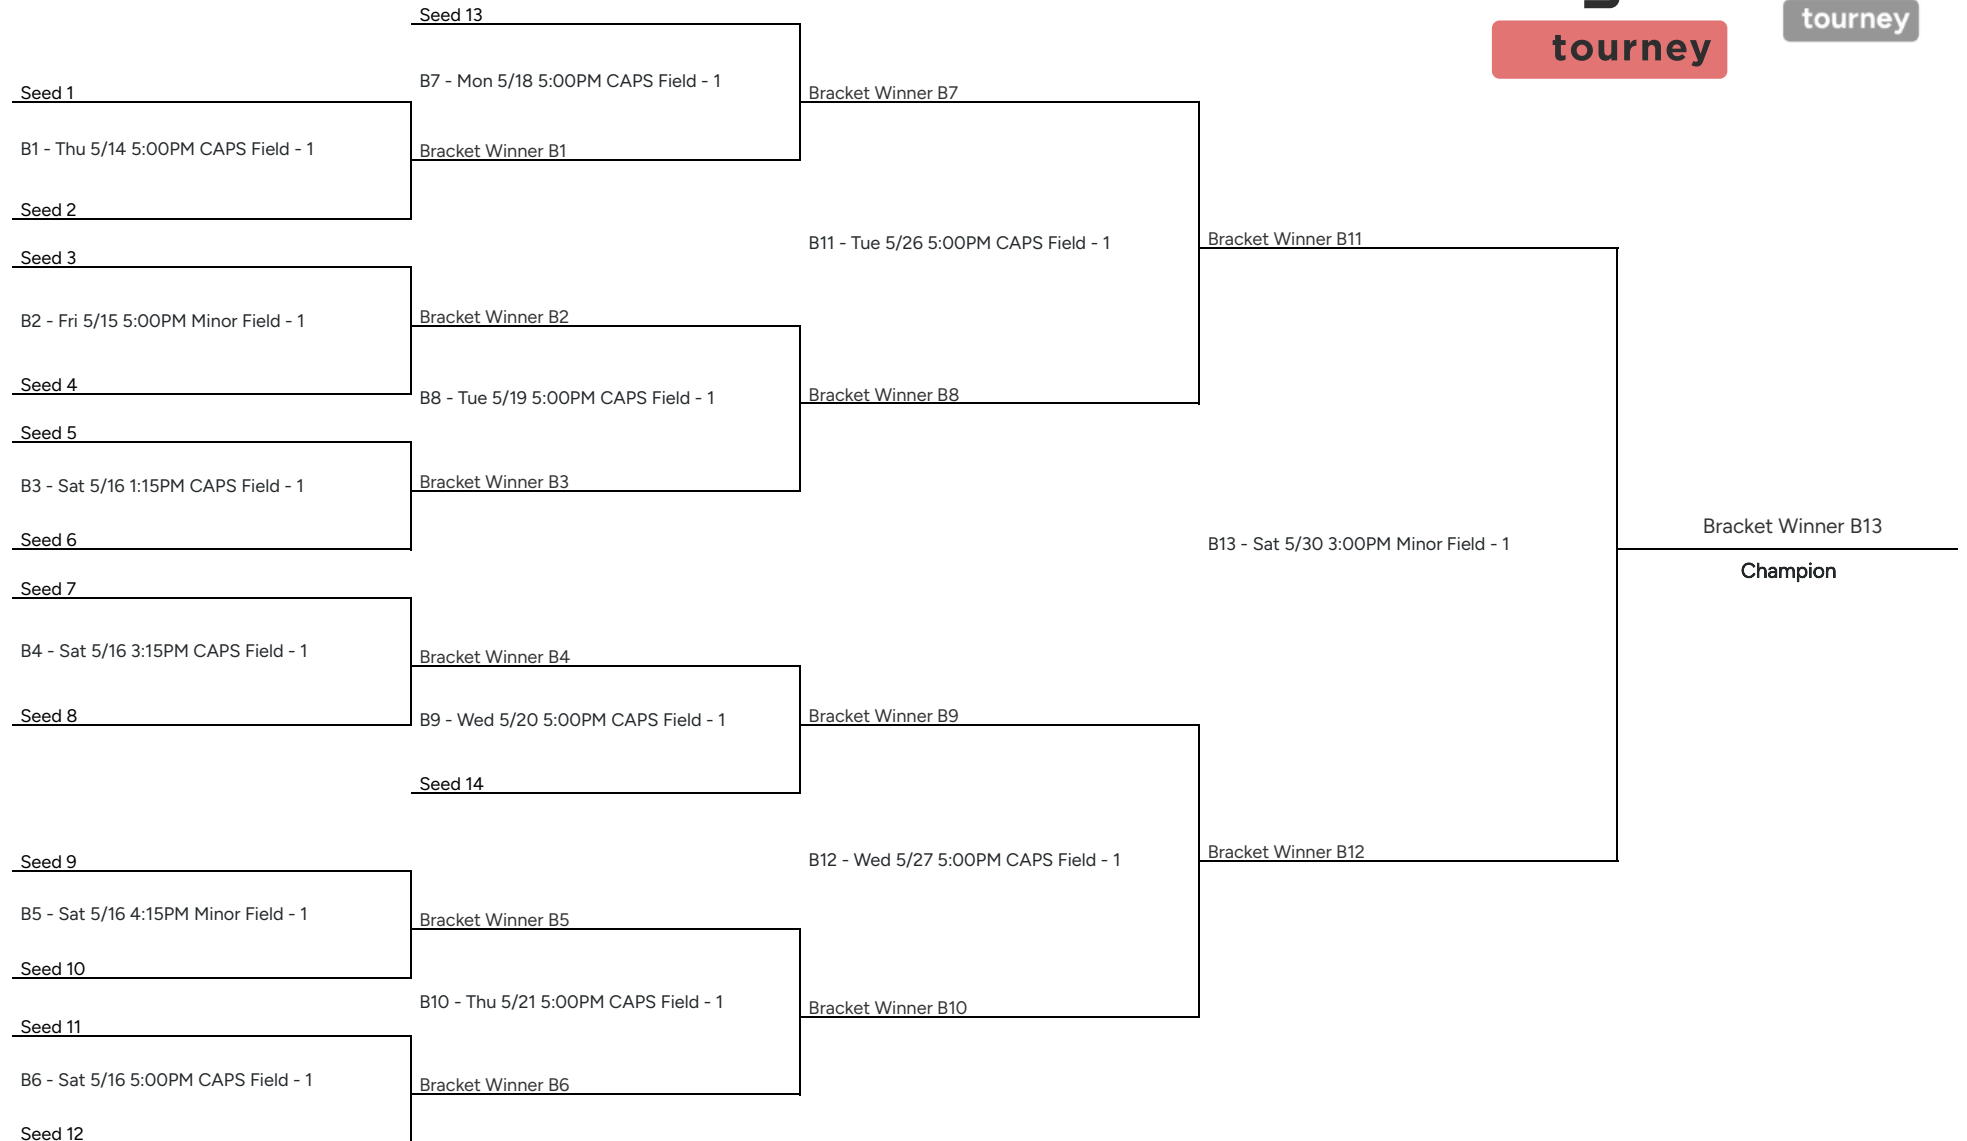 Seed 13
tourney
tourney
B7 - Mon 5/18 5:00PM CAPS Field - 1
Seed 1
Bracket Winner B7
B1 - Thu 5/14 5:00PM CAPS Field - 1
Bracket Winner B1
Seed 2
B11 - Tue 5/26 5:00PM CAPS Field - 1
Bracket Winner B11
Seed 3
Bracket Winner B2
B2 - Fri 5/15 5:00PM Minor Field - 1
Seed 4
Bracket Winner B8
B8 - Tue 5/19 5:00PM CAPS Field - 1
Seed 5
Bracket Winner B3
B3 - Sat 5/16 1:15PM CAPS Field - 1
Bracket Winner B13
Seed 6
B13 - Sat 5/30 3:00PM Minor Field - 1
Champion
Seed 7
B4 - Sat 5/16 3:15PM CAPS Field - 1
Bracket Winner B4
Seed 8
B9 - Wed 5/20 5:00PM CAPS Field - 1
Bracket Winner B9
Seed 14
Seed 9
B12 - Wed 5/27 5:00PM CAPS Field - 1
Bracket Winner B12
B5 - Sat 5/16 4:15PM Minor Field - 1
Bracket Winner B5
Seed 10
B10 - Thu 5/21 5:00PM CAPS Field - 1
Bracket Winner B10
Seed 11
B6 - Sat 5/16 5:00PM CAPS Field - 1
Bracket Winner B6
Seed 12